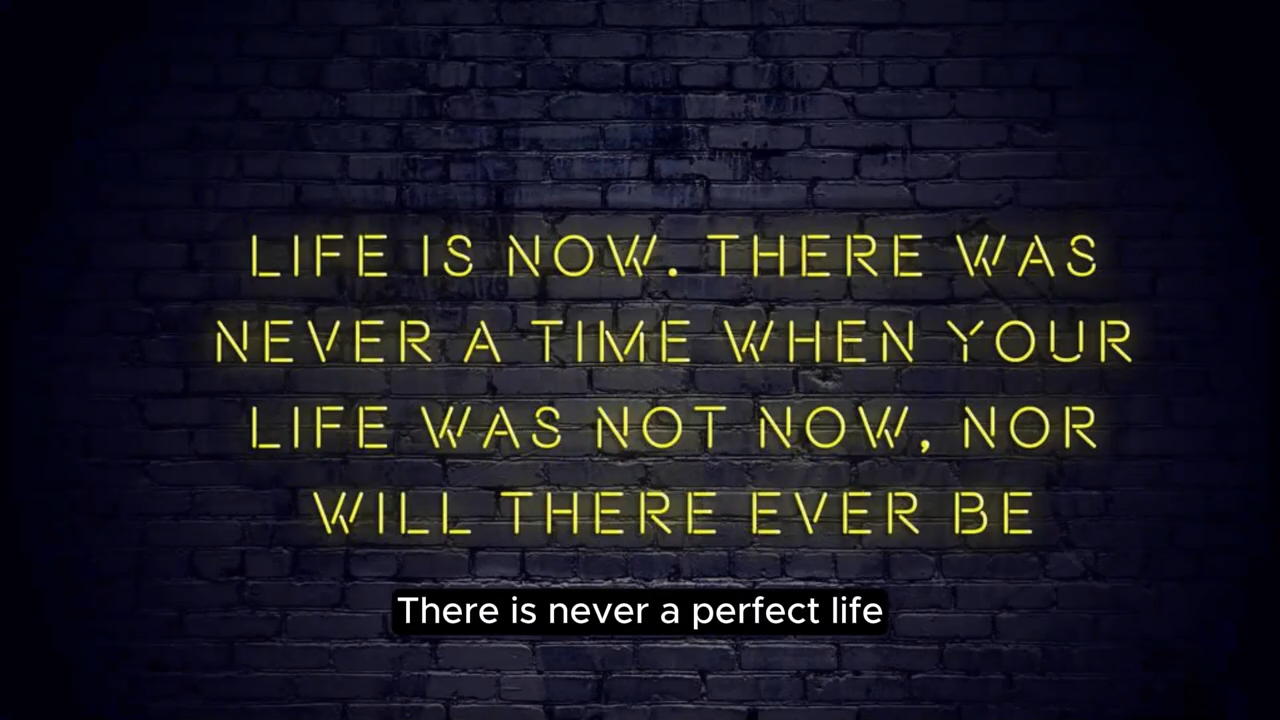 LIFE IS NOW. THERE WAS
NEVER A TIME WHEN YOUR
LIFE WAS NOT NOW, NOR
WILL THERE EVER BE
There is never a perfect life